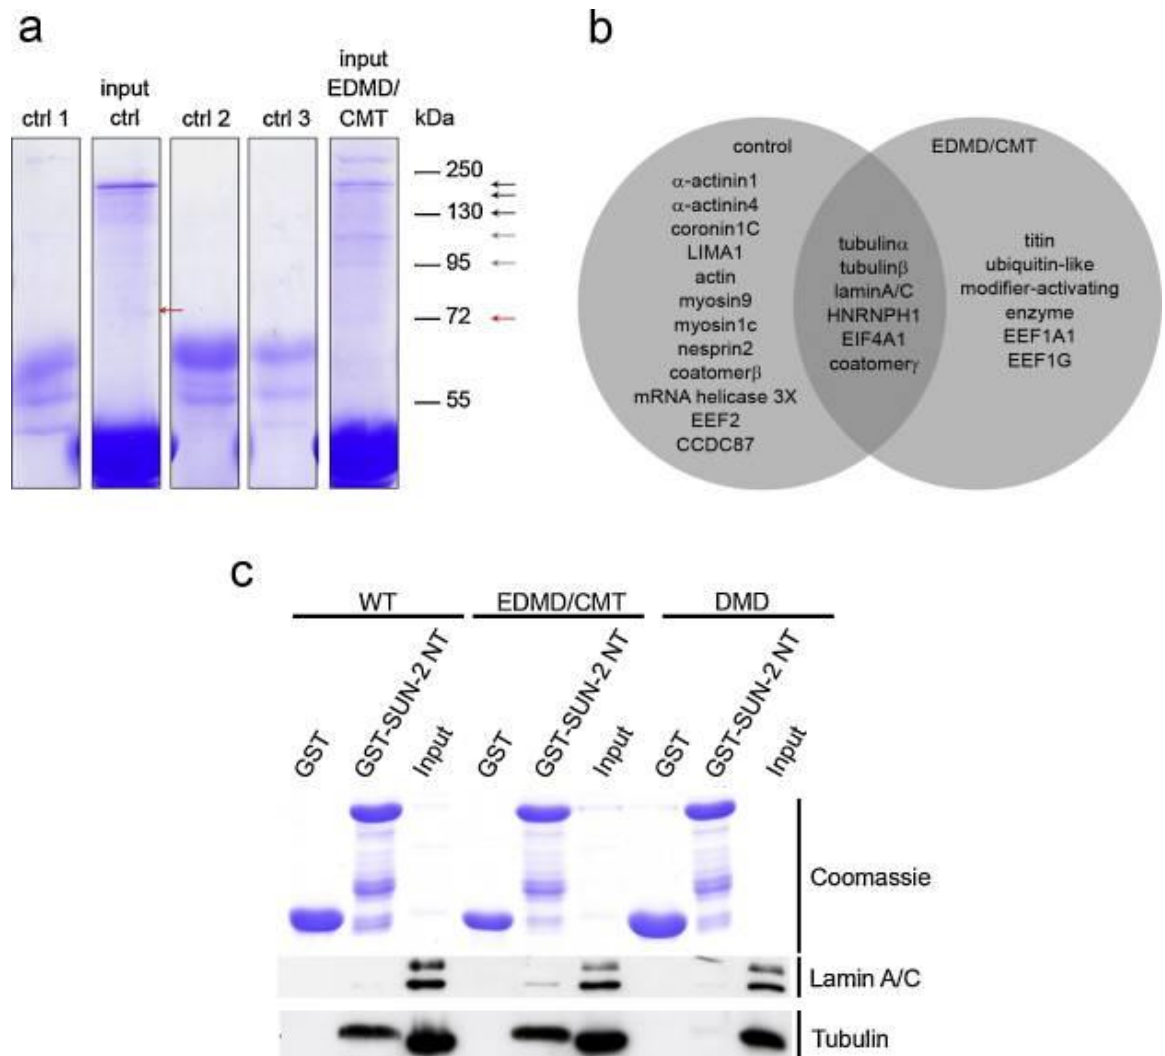 a
b
input
input
EDMD/
ctrl 1
ctrl
ctrl 2
ctrl 3
CMT
kDa
250
130
95
72
55
control
EDMD/CMT
α-actinin1
α-actinin4
coronin1C
LIMA1
actin
myosin9
myosin1c
nesprin2
coatomerβ
mRNA helicase 3X
EEF2
CCDC87
tubulinα
tubulinβ
laminA/C
HNRNPH1
EIF4A1
coatomerγ
titin
ubiquitin-like
modifier-activating
enzyme
EEF1A1
EEF1G
c
WT
EDMD/CMT
DMD
GST
GST-SUN-2 NT
Input
GST
GST-SUN-2 NT
Input
GST
GST-SUN-2 NT
Input
Coomassie
Lamin A/C
Tubulin